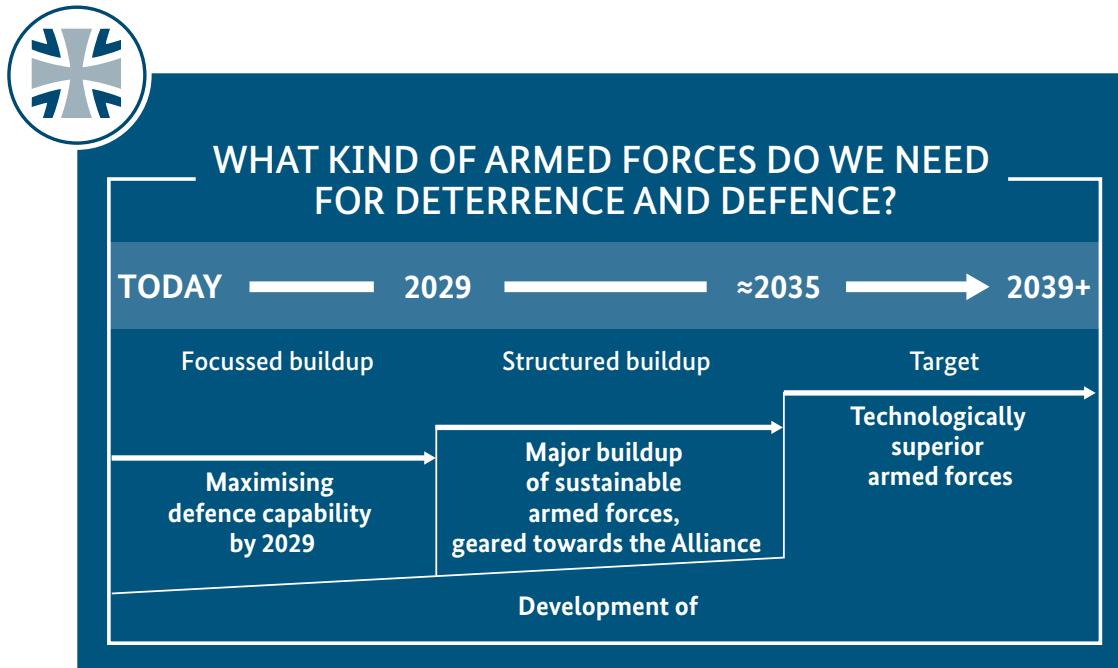 WHAT KIND OF ARMED FORCES DO WE NEED
FOR DETERRENCE AND DEFENCE?
TODAY 2029 ≈2035 2039+
Focussed buildup
Structured buildup
Target
Maximising
defence capability
by 2029
Major buildup
of sustainable
armed forces,
geared towards the Alliance
Technologically
superior
armed forces
Development of